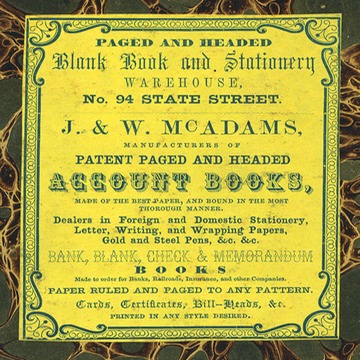 PAGED AND HEADED
Blank Book and Stationery
WAREHOUSE,
No. 94 STATE STREET.
J. & W. McADAMS,
MANUFACTURERS OF
PATENT PAGED AND HEADED
ACCOUNT BOOKS,
MADE OF THE BEST PAPER, AND BOUND IN THE MOST
THOROUGH MANNER.
Dealers in Foreign and Domestic Stationery,
Letter, Writing, and Wrapping Papers,
Gold and Steel Pens, &c. &c.
BANK, BLANK, CHECK & MEMORANDUM
BOOKS
Made to order for Banks, Railroads, Insurance, and other Companies.
PAPER RULED AND PAGED TO ANY PATTERN.
Cards, Certificates, Bill-Heads, &c.
PRINTED IN ANY STYLE DESIRED.